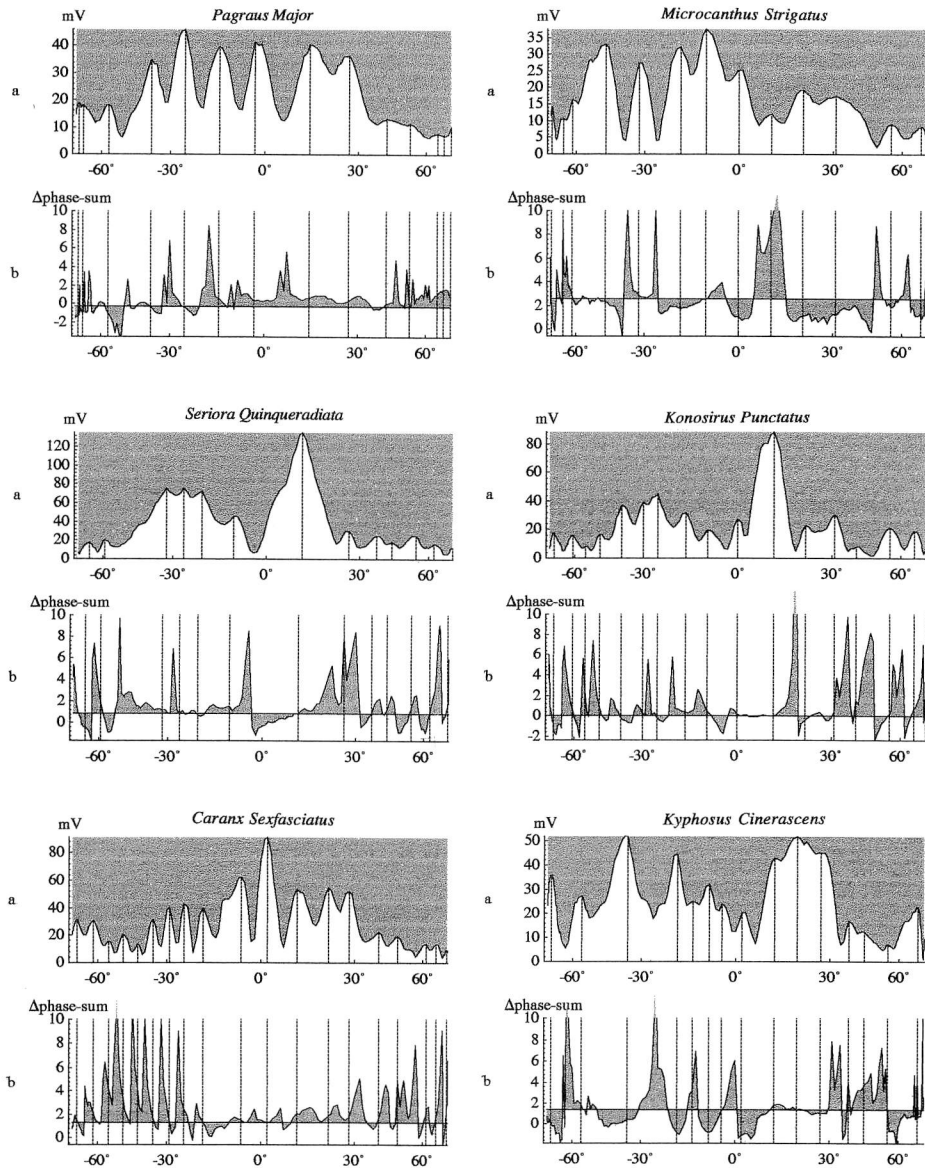 Pagraus Major
mV
40
30
20
10
0
a
-60° -30° 0° 30° 60°
Δphase-sum
10
8
6
4
2
0
-2
b
-60° -30° 0° 30° 60°
Microcanthus Strigatus
mV
35
30
25
20
15
10
5
4
0
a
-60° -30° 0° 30° 60°
Δphase-sum
10
8
6
4
2
0
b
-60° -30° 0° 30° 60°
Seriora Quinqueradiata
mV
120
100
80
60
40
20
0
a
-60° -30° 0° 30° 60°
Δphase-sum
10
8
6
4
2
0
b
-60° -30° 0° 30° 60°
Konosirus Punctatus
mV
80
60
40
20
0
a
-60° -30° 0° 30° 60°
Δphase-sum
10
8
6
4
2
0
-2
b
-60° -30° 0° 30° 60°
Caranx Sexfasciatus
mV
80
60
40
20
0
a
-60° -30° 0° 30° 60°
Δphase-sum
10
8
6
4
2
0
b
-60° -30° 0° 30° 60°
Kyphosus Cinerascens
mV
50
40
30
20
10
0
a
-60° -30° 0° 30° 60°
Δphase-sum
10
8
6
4
2
0
b
-60° -30° 0° 30° 60°